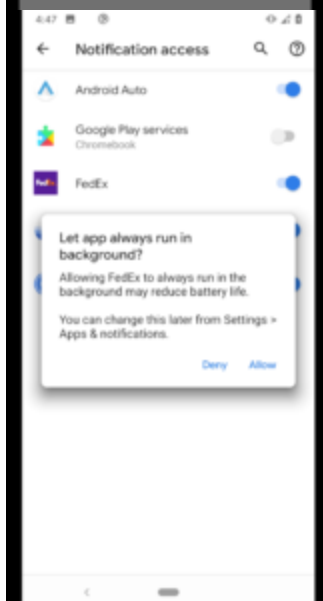 4:47
Notification access
Android Auto
Google Play services
Chromebook
FedEx
FedEx
Let app always run in
background?
Allowing FedEx to always run in the
background may reduce battery life.
You can change this later from Settings >
Apps & notifications.
Deny
Allow